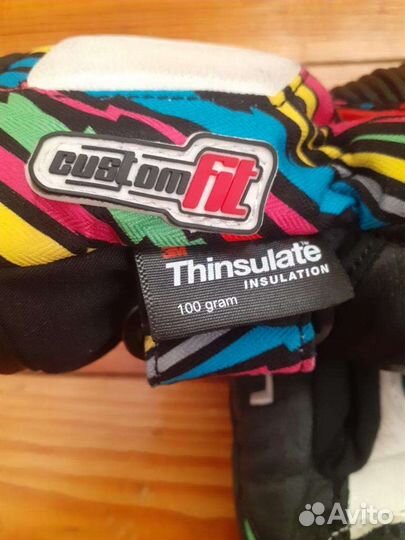 custom fit
Thinsulate
INSULATION
100 gram
Avito